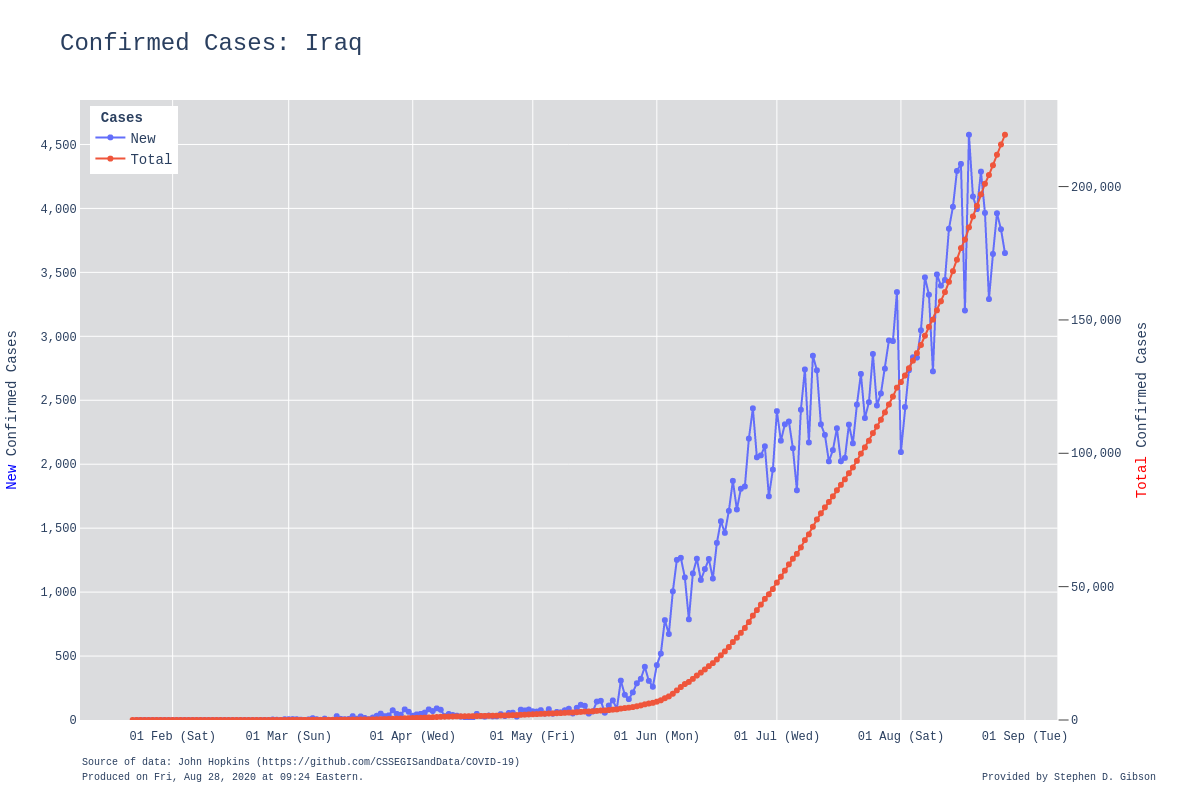 Confirmed Cases: Iraq
Cases
New
Total
4,500
4,000
3,500
3,000
2,500
2,000
1,500
1,000
500
0
New Confirmed Cases
200,000
150,000
100,000
50,000
0
Total Confirmed Cases
01 Feb (Sat) 01 Mar (Sun) 01 Apr (Wed) 01 May (Fri) 01 Jun (Mon) 01 Jul (Wed) 01 Aug (Sat) 01 Sep (Tue)
Source of data: John Hopkins (https://github.com/CSSEGISandData/COVID-19)
Produced on Fri, Aug 28, 2020 at 09:24 Eastern.
Provided by Stephen D. Gibson